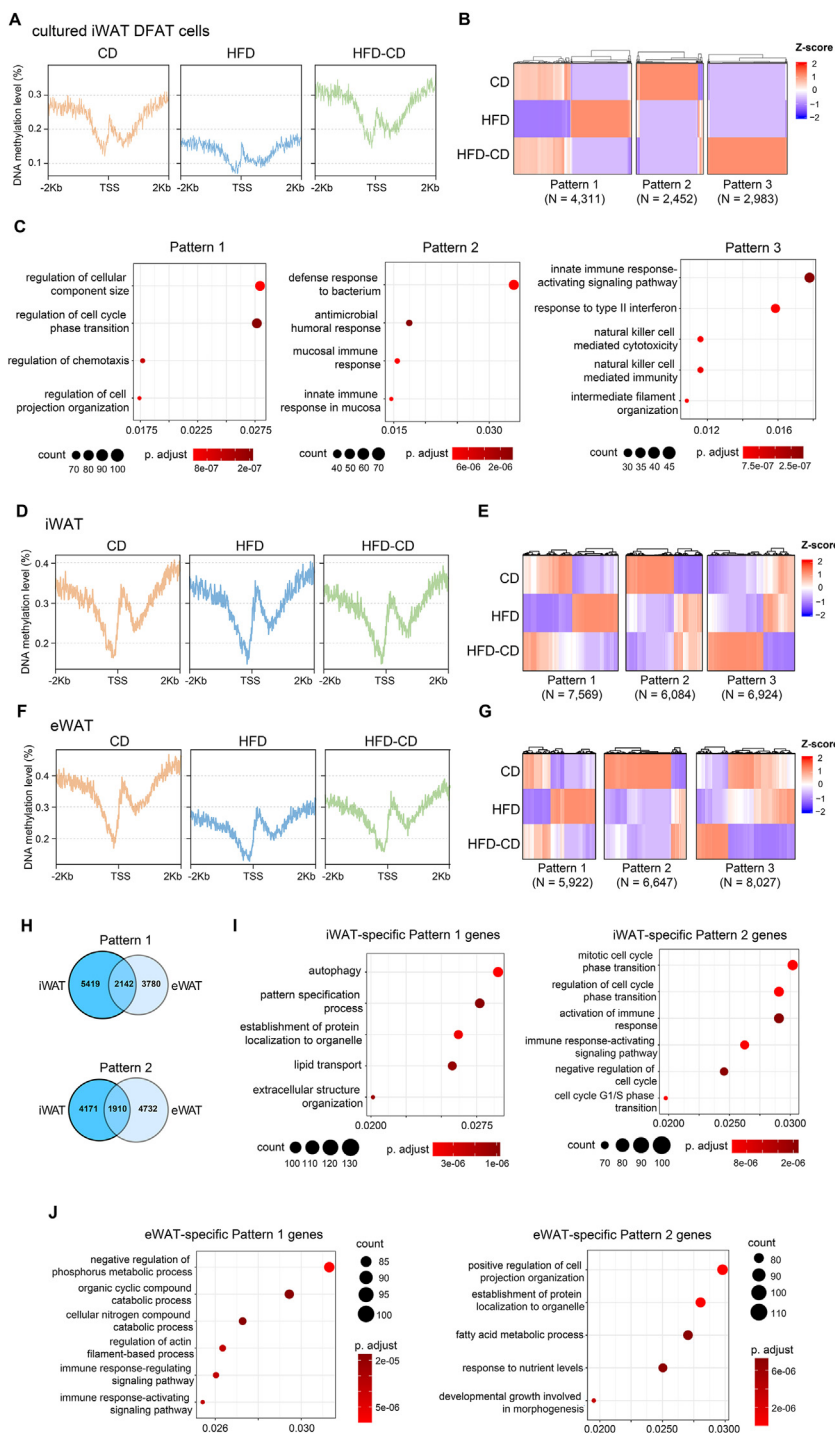 A
cultured iWAT DFAT cells
CD
HFD
HFD-CD
DNA methylation level (%)
0.3
0.2
0.1
-2Kb
TSS
2Kb
-2Kb
TSS
2Kb
-2Kb
TSS
2Kb
B
Z-score
2
1
0
−1
−2
CD
HFD
HFD-CD
Pattern 1
(N = 4,311)
Pattern 2
(N = 2,452)
Pattern 3
(N = 2,983)
C
Pattern 1
regulation of cellular
component size
regulation of cell cycle
phase transition
regulation of chemotaxis
regulation of cell
projection organization
0.0175
0.0225
0.0275
count
70 80 90 100
p. adjust
8e-07
2e-07
Pattern 2
defense response
to bacterium
antimicrobial
humoral response
mucosal immune
response
innate immune
response in mucosa
0.015
0.030
count
40 50 60 70
p. adjust
6e-06
2e-06
Pattern 3
innate immune response-
activating signaling pathway
response to type II interferon
natural killer cell
mediated cytotoxicity
natural killer cell
mediated immunity
intermediate filament
organization
0.012
0.016
count
30 35 40 45
p. adjust
7.5e-07
2.5e-07
D
iWAT
CD
HFD
HFD-CD
DNA methylation level (%)
0.4
0.3
0.2
-2Kb
TSS
2Kb
-2Kb
TSS
2Kb
-2Kb
TSS
2Kb
E
Z-score
2
1
0
−1
−2
CD
HFD
HFD-CD
Pattern 1
(N = 7,569)
Pattern 2
(N = 6,084)
Pattern 3
(N = 6,924)
F
eWAT
CD
HFD
HFD-CD
DNA methylation level (%)
0.4
0.3
0.2
-2Kb
TSS
2Kb
-2Kb
TSS
2Kb
-2Kb
TSS
2Kb
G
Z-score
2
1
0
−1
−2
CD
HFD
HFD-CD
Pattern 1
(N = 5,922)
Pattern 2
(N = 6,647)
Pattern 3
(N = 8,027)
H
Pattern 1
iWAT
5419
2142
3780
eWAT
Pattern 2
iWAT
4171
1910
4732
eWAT
I
iWAT-specific Pattern 1 genes
autophagy
pattern specification
process
establishment of protein
localization to organelle
lipid transport
extracellular structure
organization
0.0200
0.0275
count
100 110 120 130
p. adjust
3e-06
1e-06
iWAT-specific Pattern 2 genes
mitotic cell cycle
phase transition
regulation of cell cycle
phase transition
activation of immune
response
immune response-activating
signaling pathway
negative regulation of
cell cycle
cell cycle G1/S phase
transition
0.0200
0.0250
0.0300
count
70 80 90 100
p. adjust
8e-06
2e-06
J
eWAT-specific Pattern 1 genes
negative regulation of
phosphorus metabolic process
organic cyclic compound
catabolic process
cellular nitrogen compound
catabolic process
regulation of actin
filament-based process
immune response-regulating
signaling pathway
immune response-activating
signaling pathway
0.026
0.030
count
85
90
95
100
p. adjust
2e-05
5e-06
eWAT-specific Pattern 2 genes
positive regulation of cell
projection organization
establishment of protein
localization to organelle
fatty acid metabolic process
response to nutrient levels
developmental growth involved
in morphogenesis
0.0200
0.0250
0.0300
count
80
90
100
110
p. adjust
6e-06
2e-06